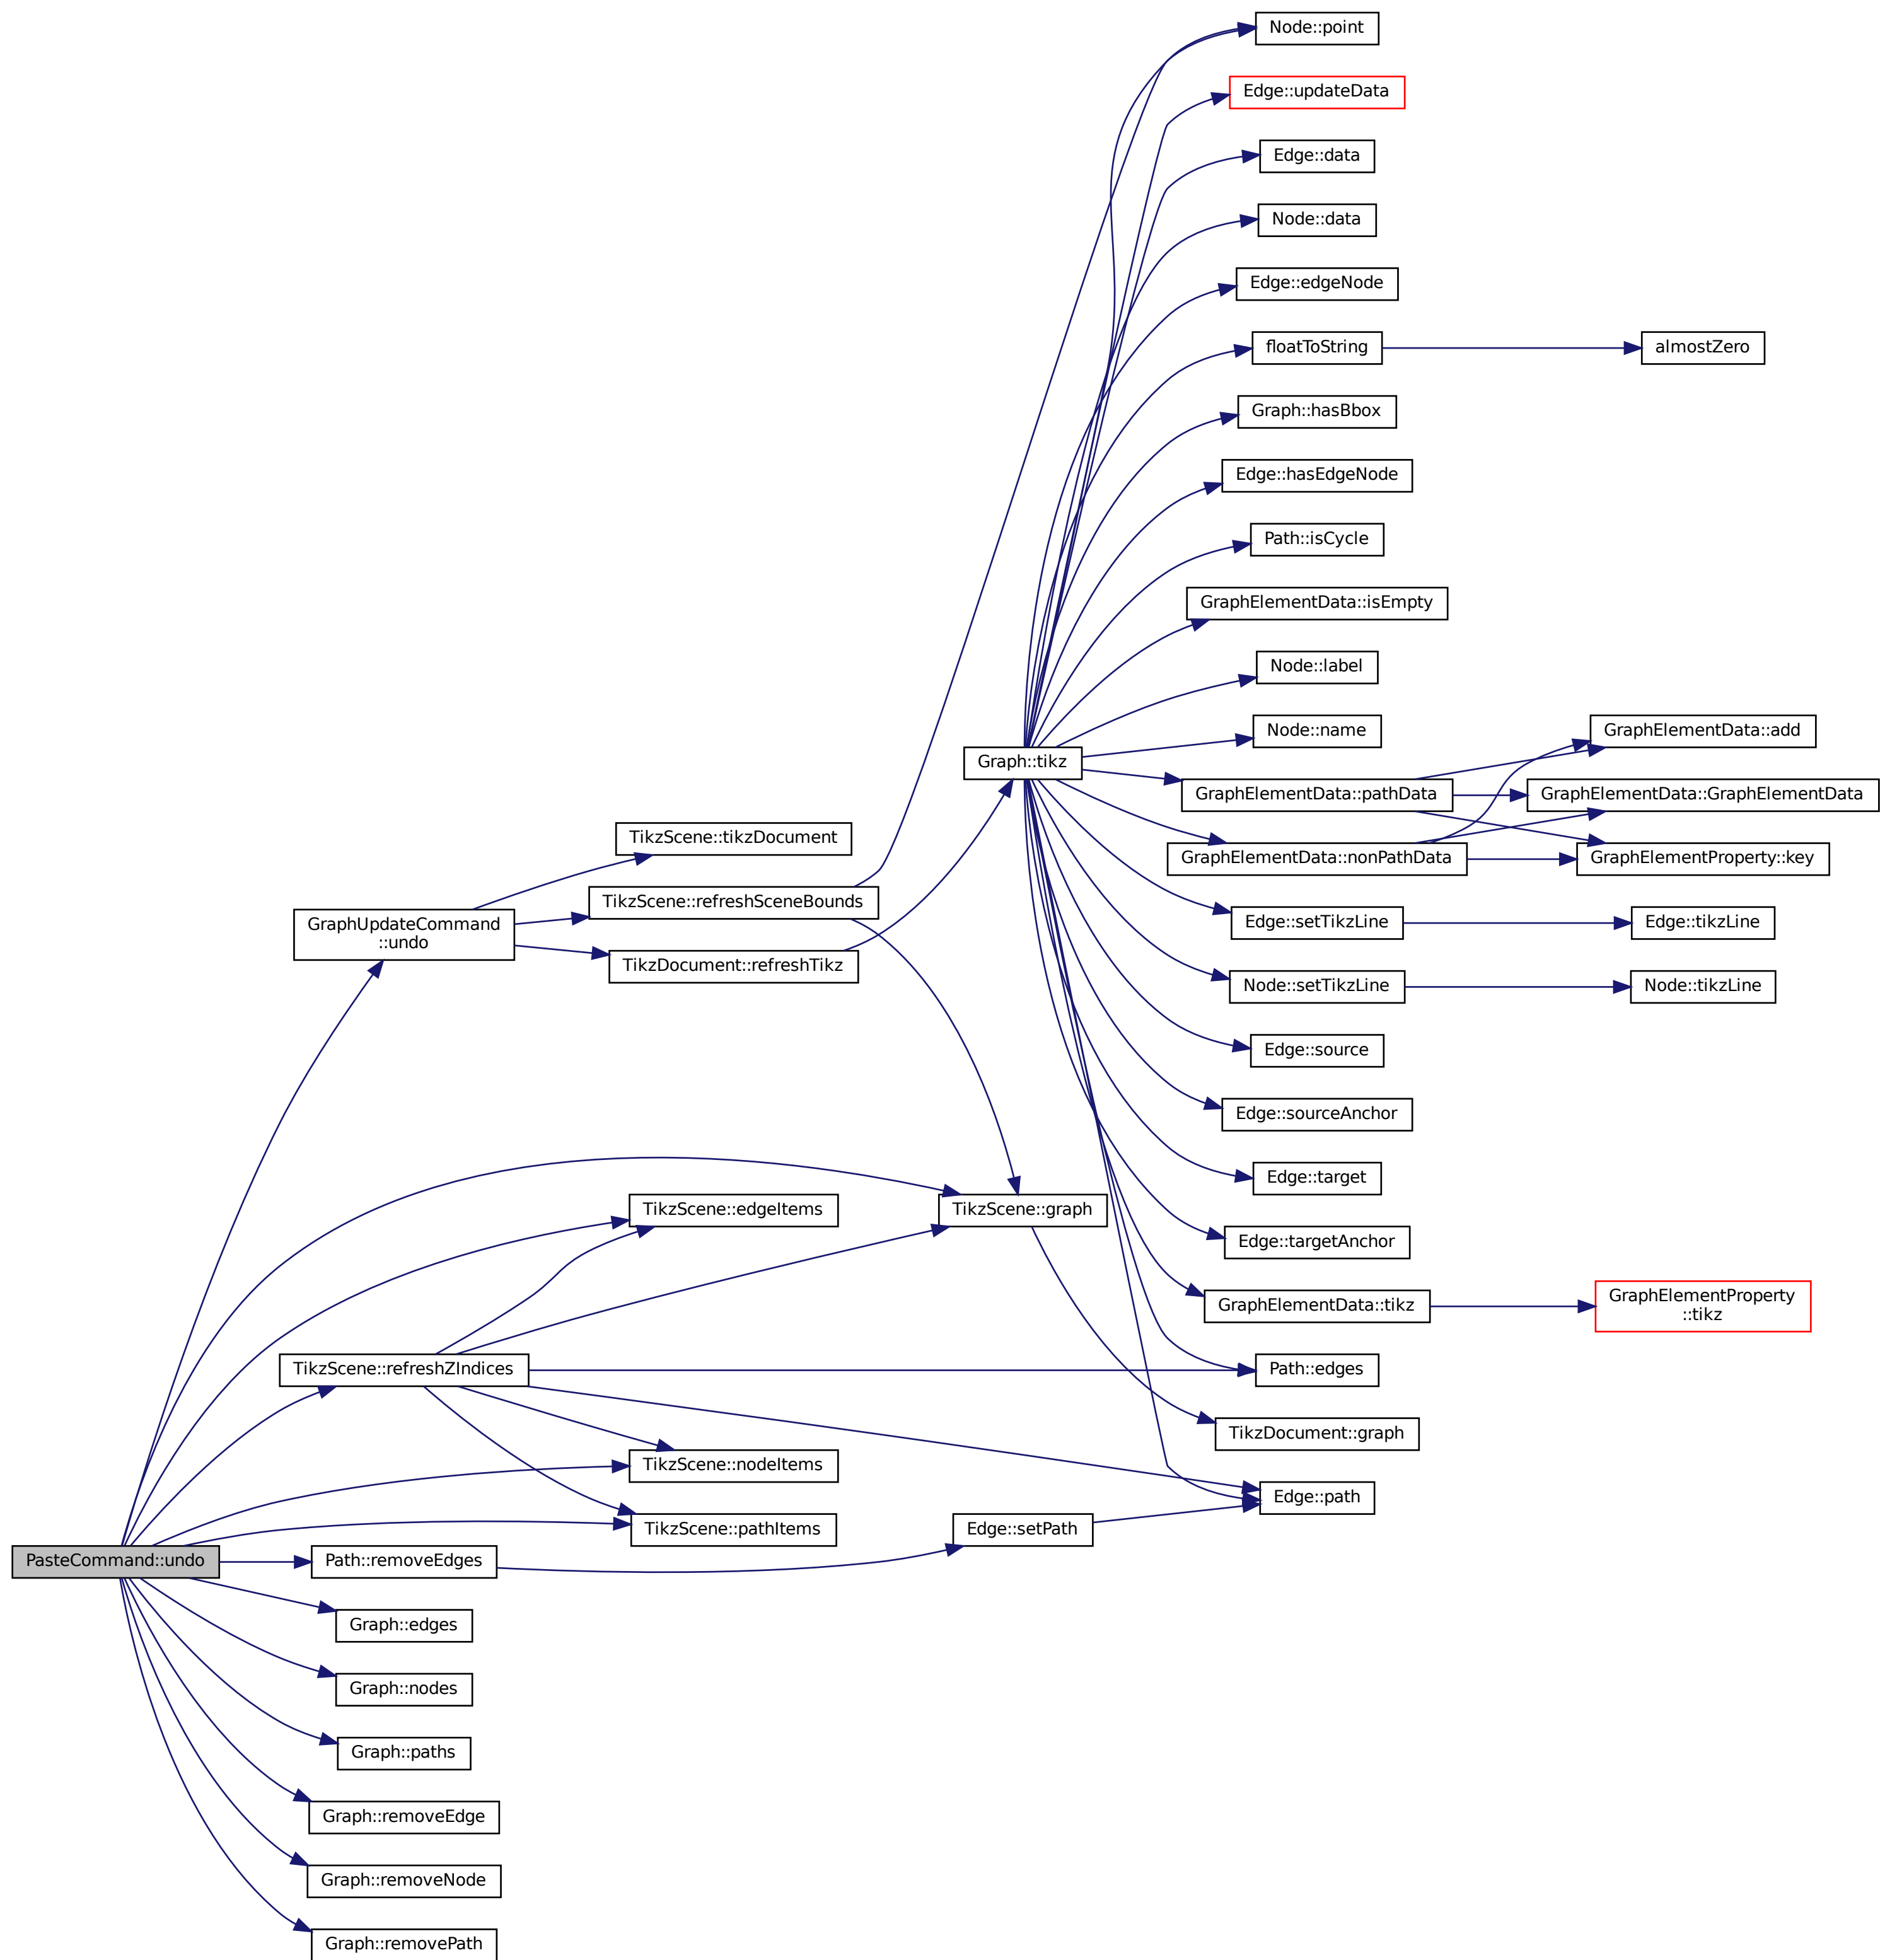 Node::point
Edge::updateData
Edge::data
Node::data
Edge::edgeNode
floatToString
almostZero
Graph::hasBbox
Edge::hasEdgeNode
Path::isCycle
GraphElementData::isEmpty
Node::label
Node::name
GraphElementData::add
Graph::tikz
GraphElementData::pathData
GraphElementData::GraphElementData
TikzScene::tikzDocument
GraphElementData::nonPathData
GraphElementProperty::key
TikzScene::refreshSceneBounds
GraphUpdateCommand
::undo
Edge::setTikzLine
Edge::tikzLine
TikzDocument::refreshTikz
Node::setTikzLine
Node::tikzLine
Edge::source
Edge::sourceAnchor
Edge::target
TikzScene::edgeItems
TikzScene::graph
Edge::targetAnchor
GraphElementData::tikz
GraphElementProperty
::tikz
TikzScene::refreshZIndices
Path::edges
TikzDocument::graph
TikzScene::nodeItems
Edge::path
TikzScene::pathItems
Edge::setPath
PasteCommand::undo
Path::removeEdges
Graph::edges
Graph::nodes
Graph::paths
Graph::removeEdge
Graph::removeNode
Graph::removePath